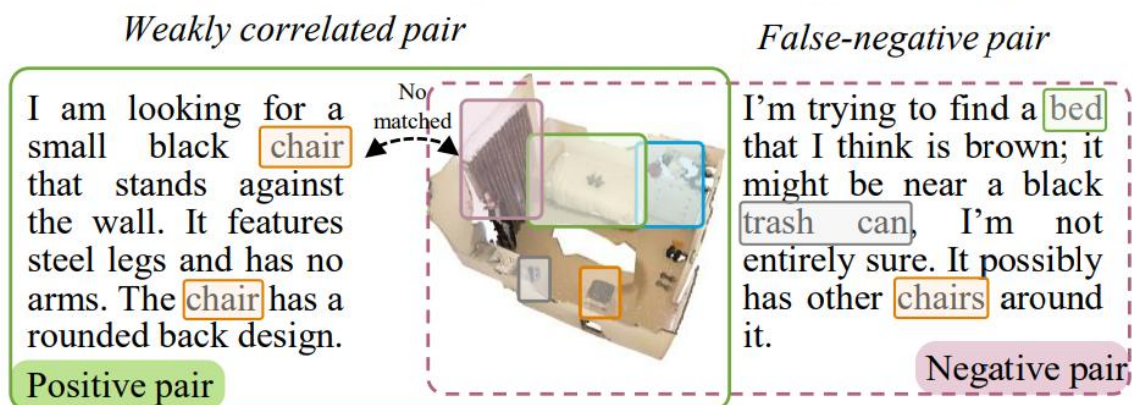 Weakly correlated pair
False-negative pair
I am looking for a
small black chair
that stands against
the wall. It features
steel legs and has no
arms. The chair has a
rounded back design.
Positive pair
No
matched
I’m trying to find a bed
that I think is brown; it
might be near a black
trash can, I’m not
entirely sure. It possibly
has other chairs around
it.
Negative pair